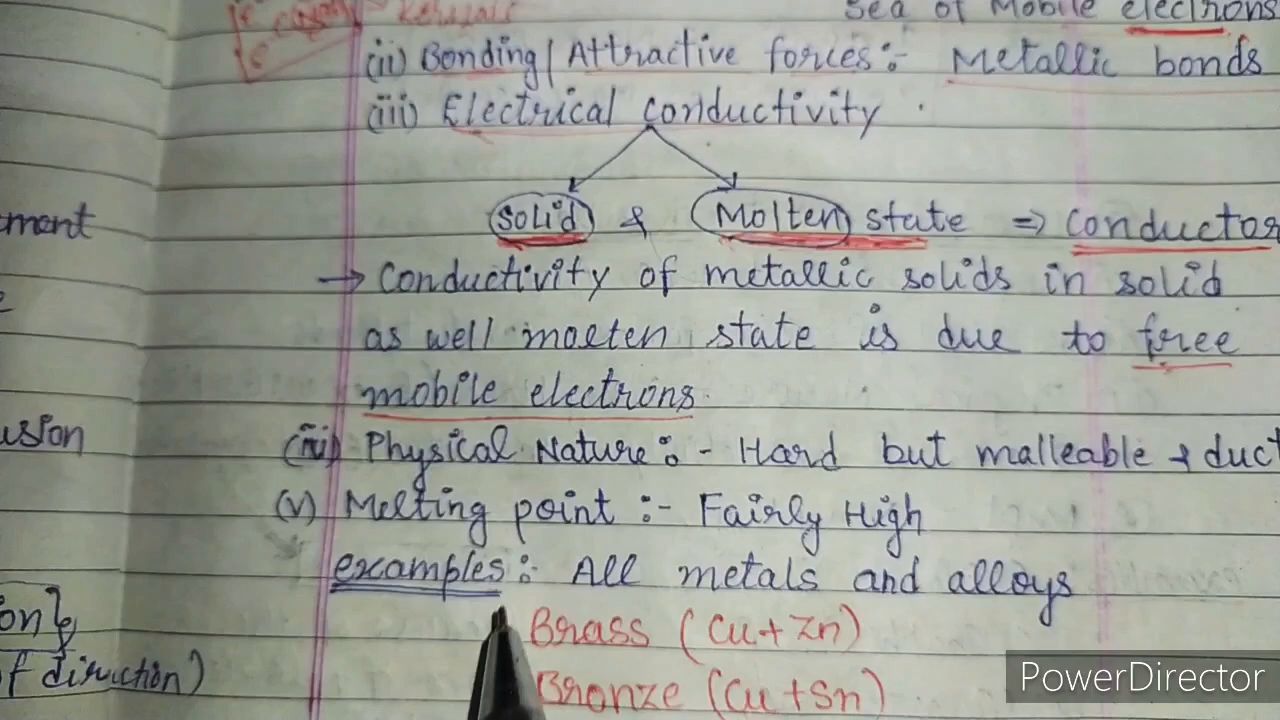 Sea of Mobile electrons
(ii) Bonding/ Attractive forces:- Metallic bonds
(iii) Electrical conductivity
Solid & Molten state ⇒ conductor
→ Conductivity of metallic solids in solid
as well molten state is due to free
mobile electrons.
(iv) Physical Nature:- Hard but malleable & duct
(v) Melting point :- Fairly High
examples:- All metals and alloys
Brass (Cu+Zn)
Bronze (Cu+Sn)
ment
usion
on}
of diruction)
PowerDirector